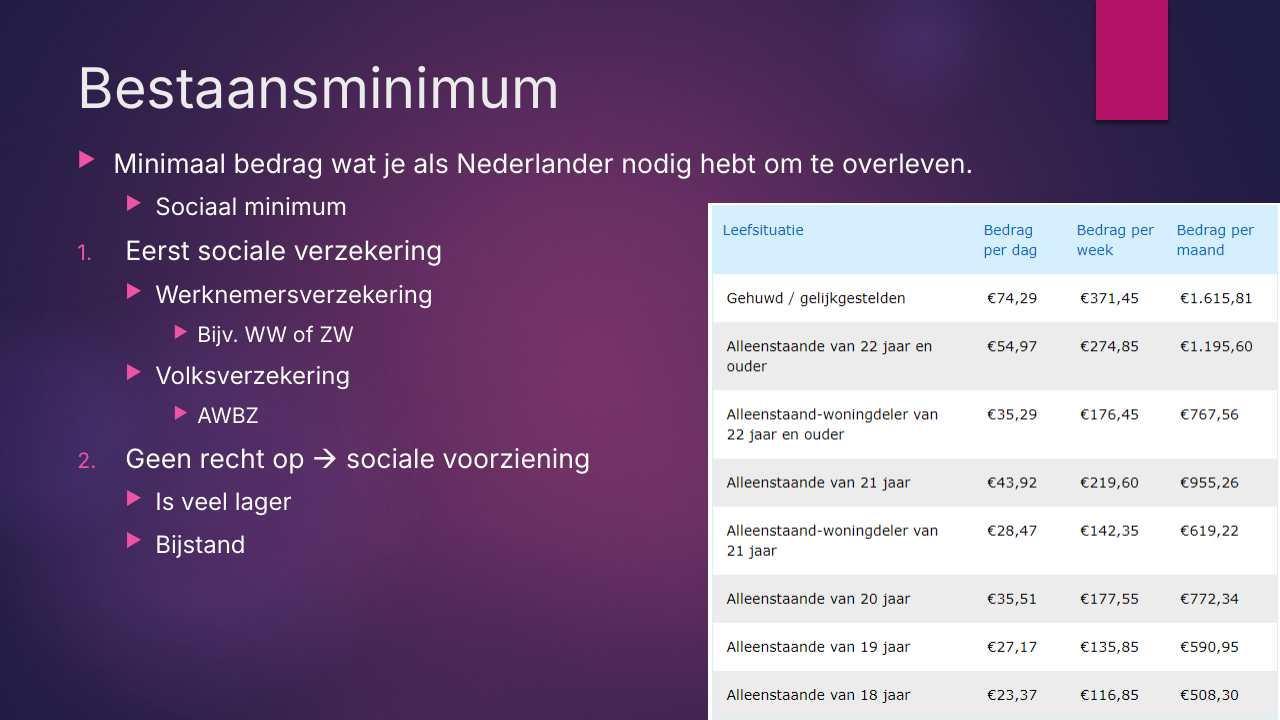 Bestaansminimum
Minimaal bedrag wat je als Nederlander nodig hebt om te overleven.
Sociaal minimum
1. Eerst sociale verzekering
Werknemersverzekering
Bijv. WW of ZW
Volksverzekering
AWBZ
2. Geen recht op → sociale voorziening
Is veel lager
Bijstand
Leefsituatie Bedrag per dag Bedrag per week Bedrag per maand
Gehuwd / gelijkgestelden €74,29 €371,45 €1.615,81
Alleenstaande van 22 jaar en €54,97 €274,85 €1.195,60
ouder
Alleenstaand-woningdeler van €35,29 €176,45 €767,56
22 jaar en ouder
Alleenstaande van 21 jaar €43,92 €219,60 €955,26
Alleenstaand-woningdeler van €28,47 €142,35 €619,22
21 jaar
Alleenstaande van 20 jaar €35,51 €177,55 €772,34
Alleenstaande van 19 jaar €27,17 €135,85 €590,95
Alleenstaande van 18 jaar €23,37 €116,85 €508,30